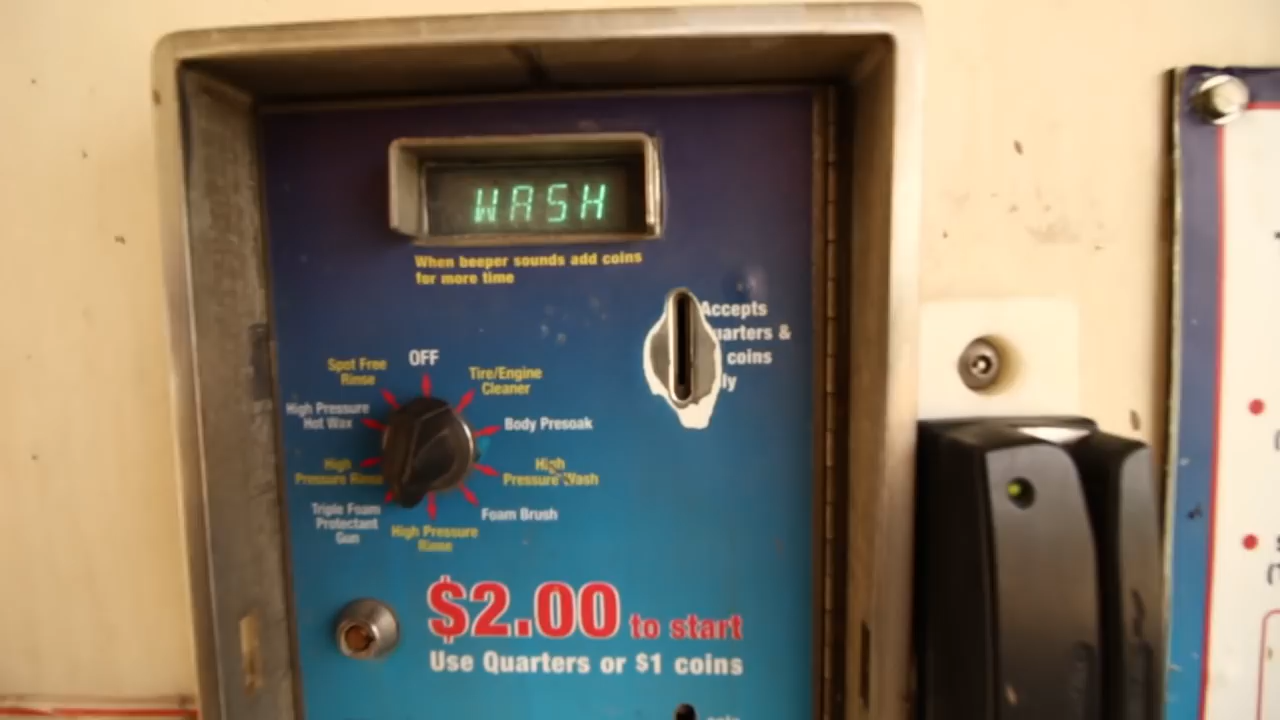 WASH
When beeper sounds add coins
for more time
Accepts
&
coins
OFF
Spot Free
Rinse
Tire/Engine
Cleaner
High Pressure
Hot Wax
Body Presoak
High
Pressure Rinse
High
Pressure Wash
Triple Foam
Protectant
Gun
Foam Brush
High Pressure
Rinse
$2.00 to start
Use Quarters or $1 coins